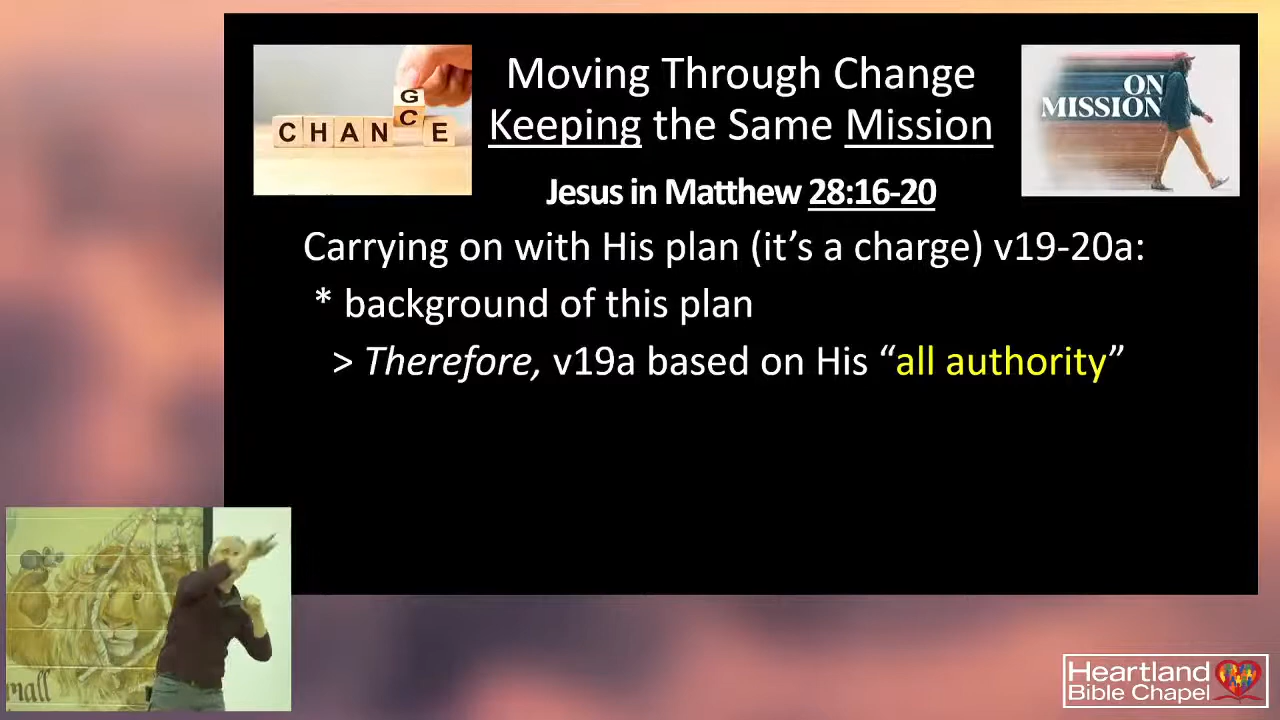 Moving Through Change
Keeping the Same Mission
CHANCE
G
ON
MISSION
Jesus in Matthew 28:16-20
Carrying on with His plan (it’s a charge) v19-20a:
* background of this plan
> Therefore, v19a based on His “all authority”
Heartland
Bible Chapel